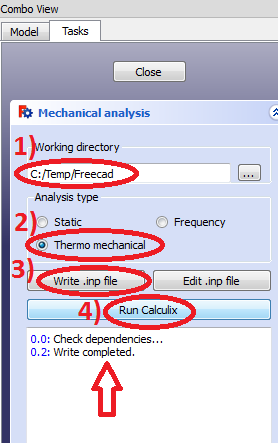 Combo View
Model Tasks
Close
Mechanical analysis
1) Working directory
C:/Temp/Freecad ...
Analysis type
2) Static Frequency
Thermo mechanical
3) Write .inp file Edit .inp file
4) Run Calculix
0.0: Check dependencies...
0.2: Write completed.